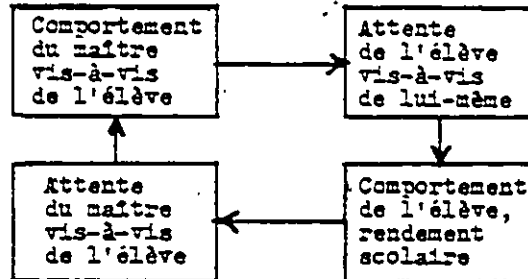 Comportement
du maître
vis-à-vis
de l'élève
Attente
de l'élève
vis-à-vis
de lui-même
Attente
du maître
vis-à-vis
de l'élève
Comportement
de l'élève,
rendement
scolaire